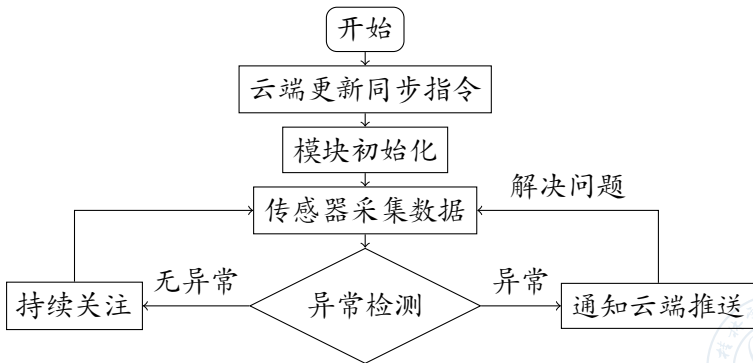 开始
云端更新同步指令
模块初始化
解决问题
传感器采集数据
无异常
异常
持续关注
异常检测
通知云端推送